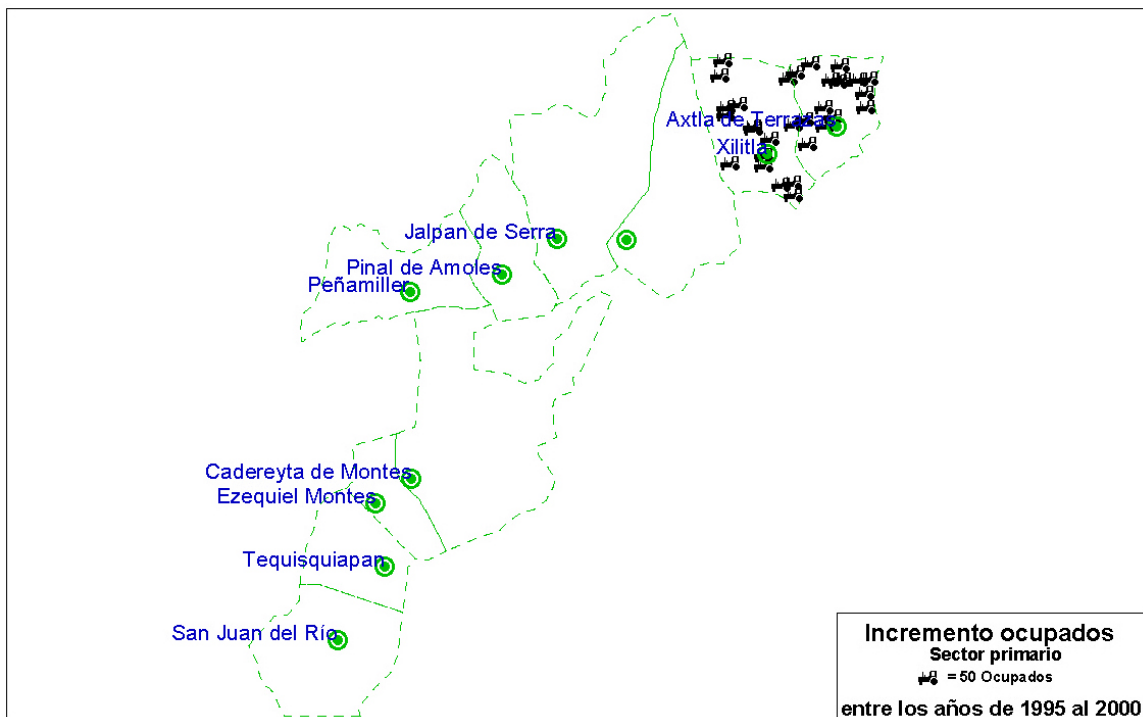 Axtla de Terrazas
Xilitla
Jalpan de Serra
Pinal de Amoles
Peñamiller
Cadereyta de Montes
Ezequiel Montes
Tequisquiapan
San Juan del Río
Incremento ocupados
Sector primario
= 50 Ocupados
entre los años de 1995 al 2000